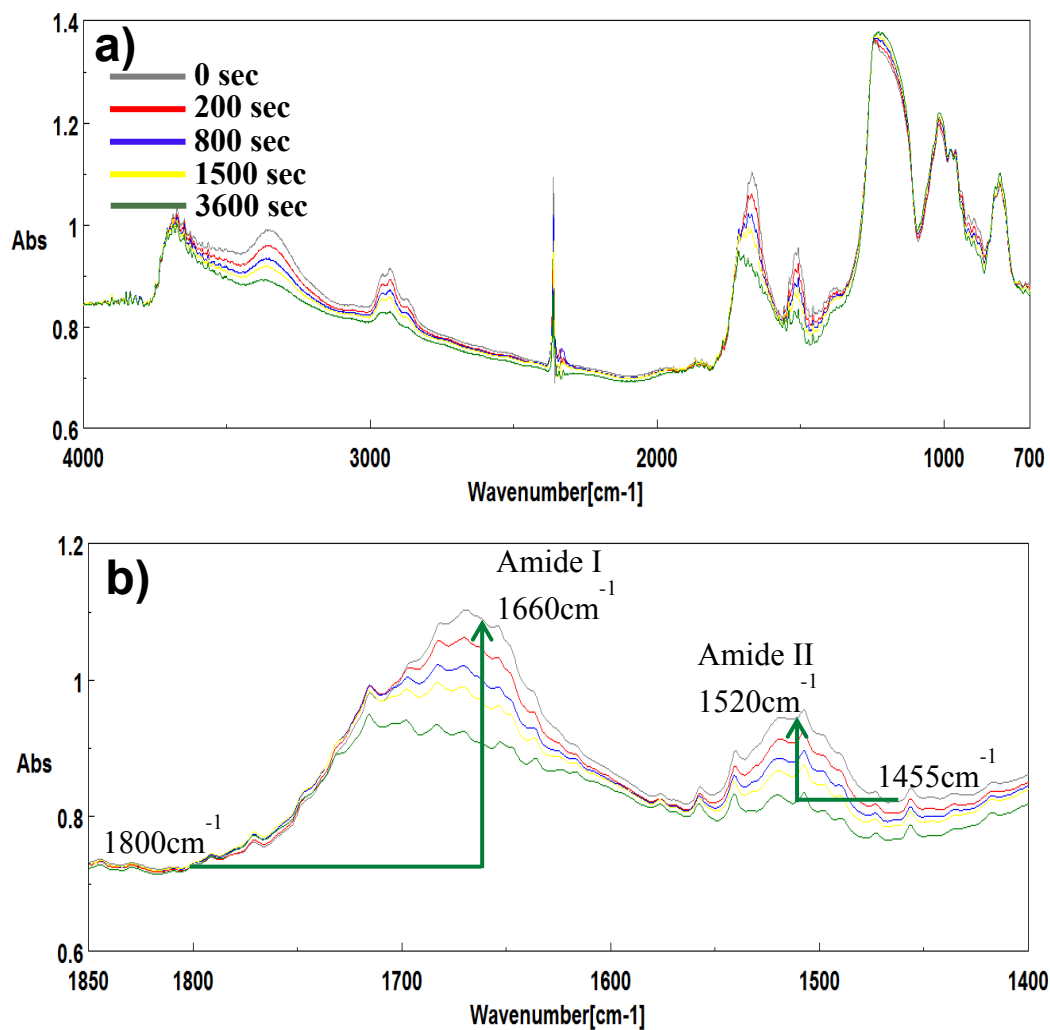 a)
0 sec
200 sec
800 sec
1500 sec
3600 sec
1.4
1.2
1
0.8
0.6
Abs
4000
3000
2000
1000
700
Wavenumber[cm-1]
b)
Amide I
1660cm-1
Amide II
1520cm-1
1455cm-1
1800cm-1
1.2
1
0.8
0.6
Abs
1850
1800
1700
1600
1500
1400
Wavenumber[cm-1]